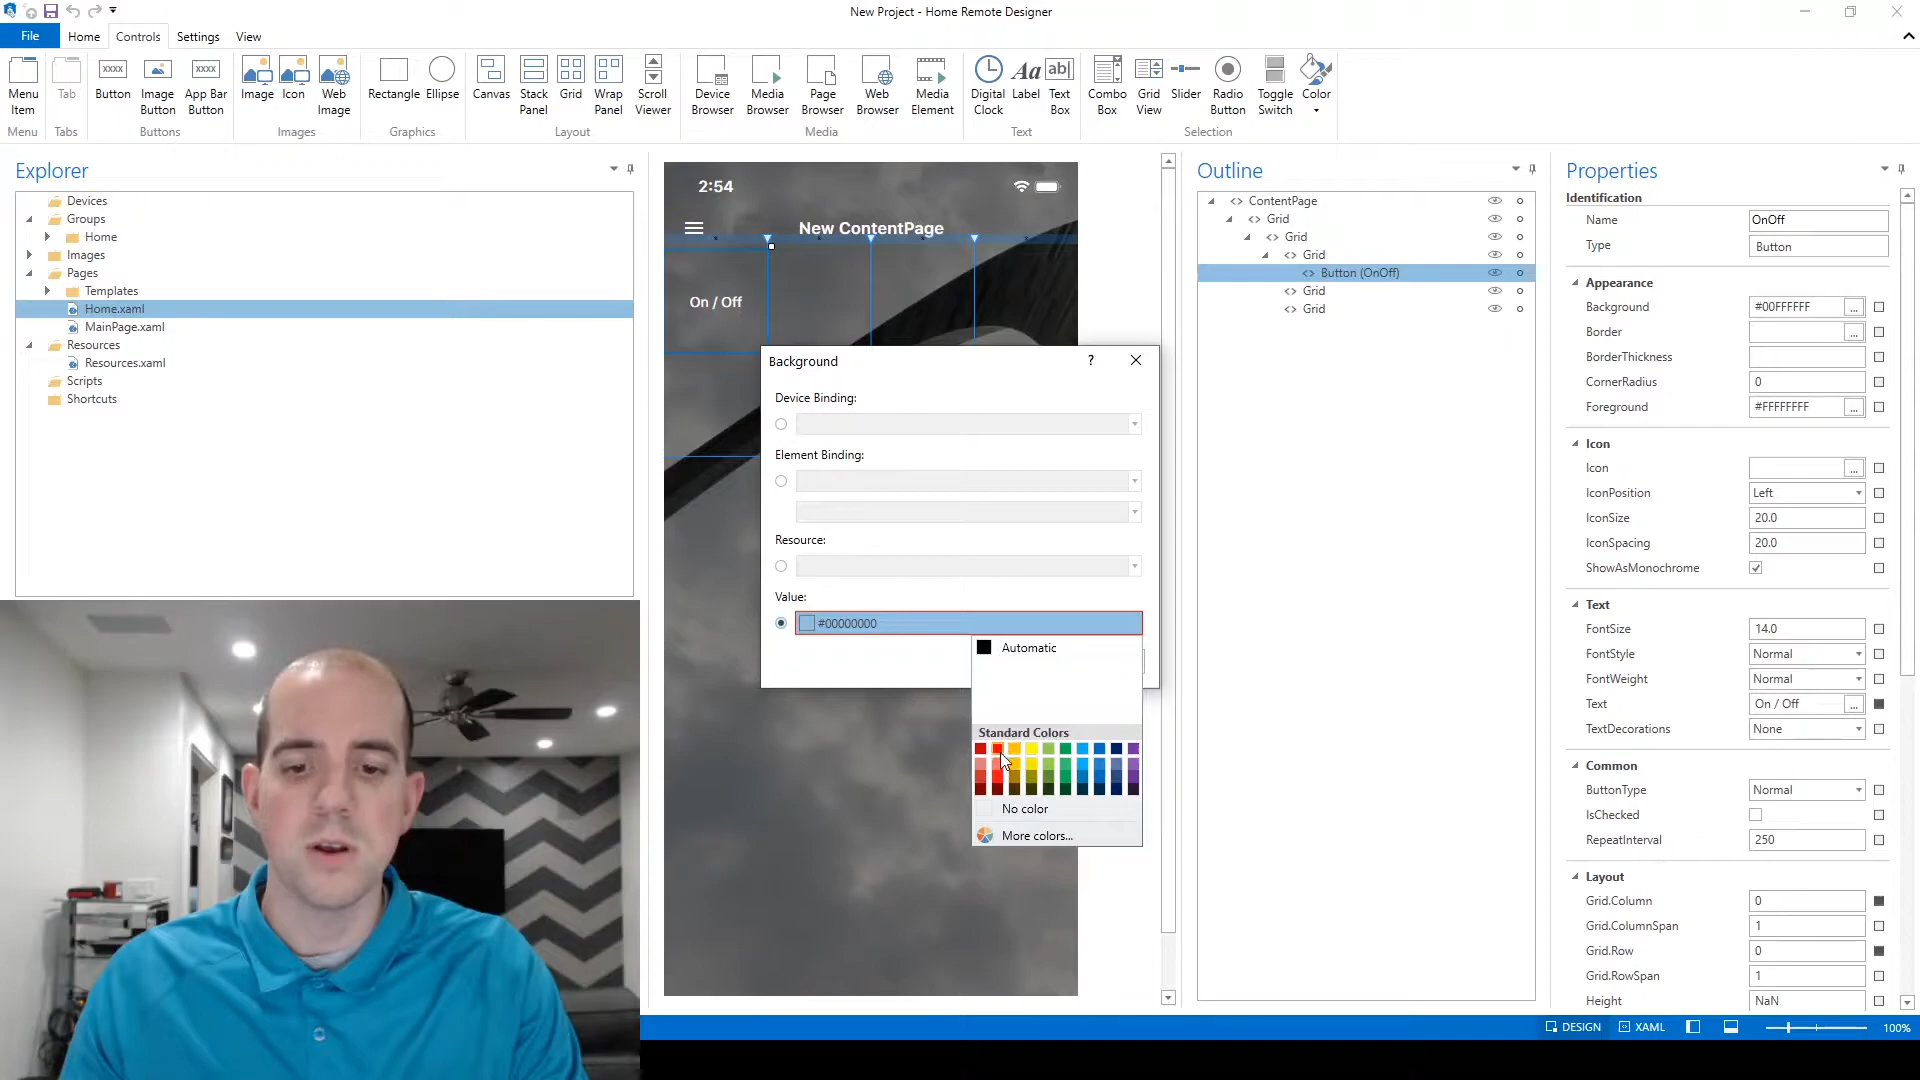 New Project - Home Remote Designer
File
Home
Controls
Settings
View
Menu Item
Tab
xxxx
Button
Image Button
xxxx
App Bar Button
Image
Icon
Web Image
Rectangle
Ellipse
Canvas
Stack Panel
Grid
Wrap Panel
Scroll Viewer
Device Browser
Media Browser
Page Browser
Web Browser
Media Element
Digital Clock
Aa
Label
ab|
Text Box
Combo Box
Grid View
Slider
Radio Button
Toggle Switch
Color
Menu
Tabs
Buttons
Images
Graphics
Layout
Media
Text
Selection
Explorer
Devices
Groups
Home
Images
Pages
Templates
Home.xaml
MainPage.xaml
Resources
Resources.xaml
Scripts
Shortcuts
2:54
New ContentPage
On / Off
Background
?
Device Binding:
Element Binding:
Resource:
Value:
#00000000
Automatic
Standard Colors
No color
More colors...
Outline
<> ContentPage
<> Grid
<> Grid
<> Grid
<> Button (OnOff)
<> Grid
<> Grid
Properties
Identification
Name OnOff
Type Button
Appearance
Background #00FFFFFF ...
Border ...
BorderThickness
CornerRadius 0
Foreground #FFFFFFFF ...
Icon
Icon ...
IconPosition Left
IconSize 20.0
IconSpacing 20.0
ShowAsMonochrome
Text
FontSize 14.0
FontStyle Normal
FontWeight Normal
Text On / Off ...
TextDecorations None
Common
ButtonType Normal
IsChecked
RepeatInterval 250
Layout
Grid.Column 0
Grid.ColumnSpan 1
Grid.Row 0
Grid.RowSpan 1
Height NaN
DESIGN
XAML
100%